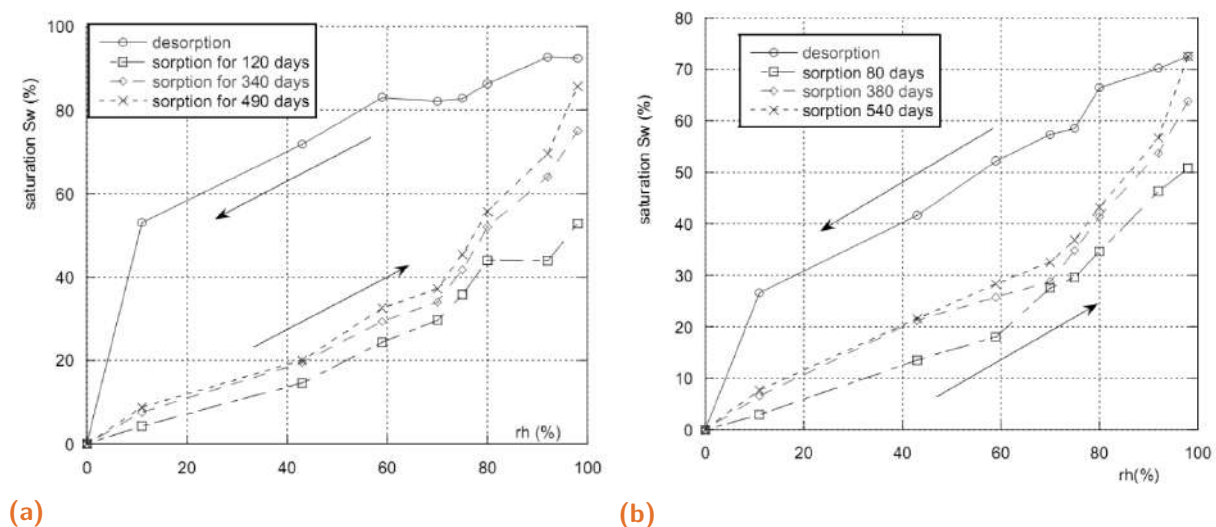 100
80
60
40
20
0
saturation Sw (%)
desorption
sorption for 120 days
sorption for 340 days
sorption for 490 days
rh (%)
0 20 40 60 80 100
(a)
80
70
60
50
40
30
20
10
0
saturation Sw (%)
desorption
sorption 80 days
sorption 380 days
sorption 540 days
0 20 40 60 80 100
rh(%)
(b)